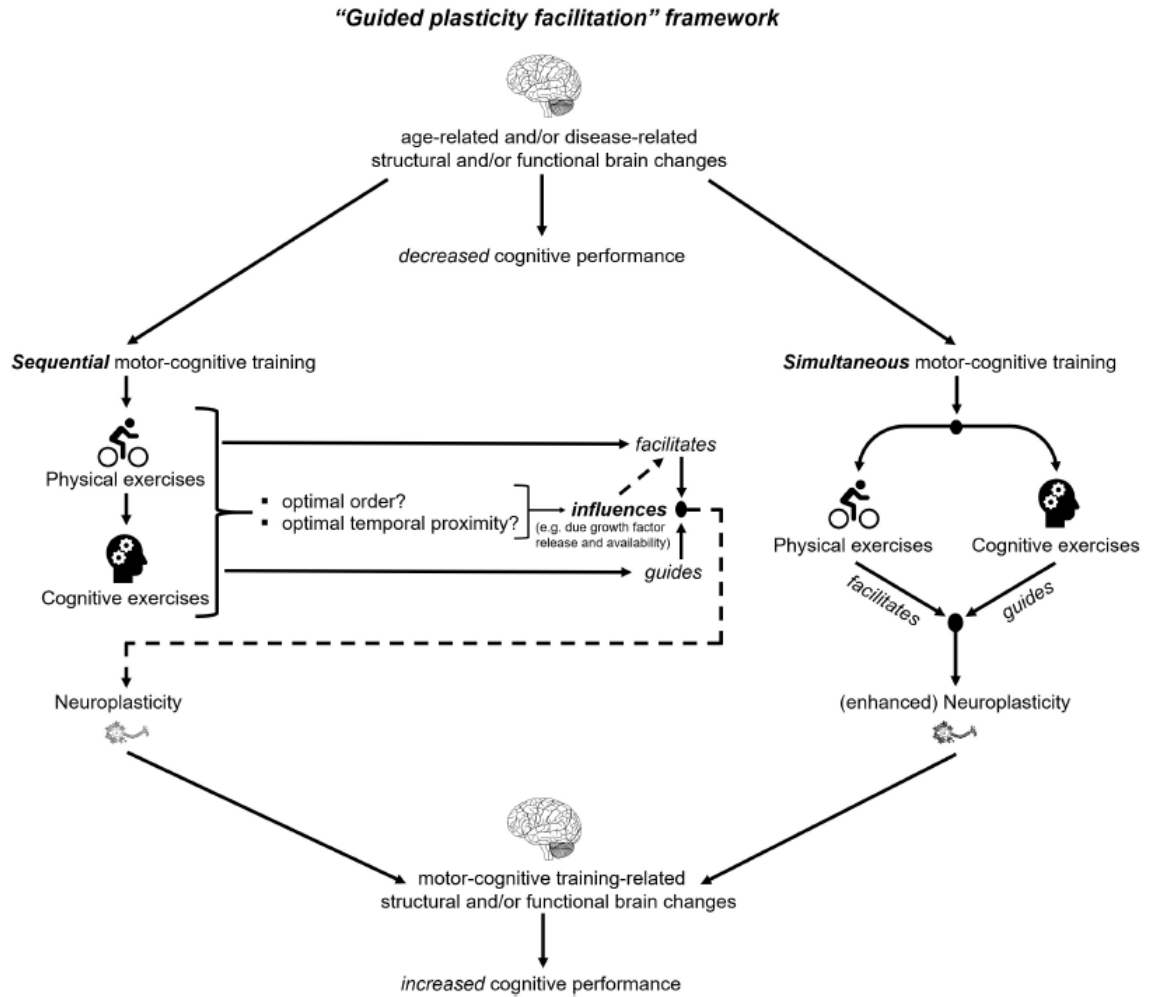 “Guided plasticity facilitation” framework
age-related and/or disease-related
structural and/or functional brain changes
decreased cognitive performance
Sequential motor-cognitive training
Physical exercises
Cognitive exercises
▪ optimal order?
▪ optimal temporal proximity?
facilitates
influences
(e.g. due growth factor
release and availability)
guides
Neuroplasticity
Simultaneous motor-cognitive training
Physical exercises
Cognitive exercises
facilitates
guides
(enhanced) Neuroplasticity
motor-cognitive training-related
structural and/or functional brain changes
increased cognitive performance